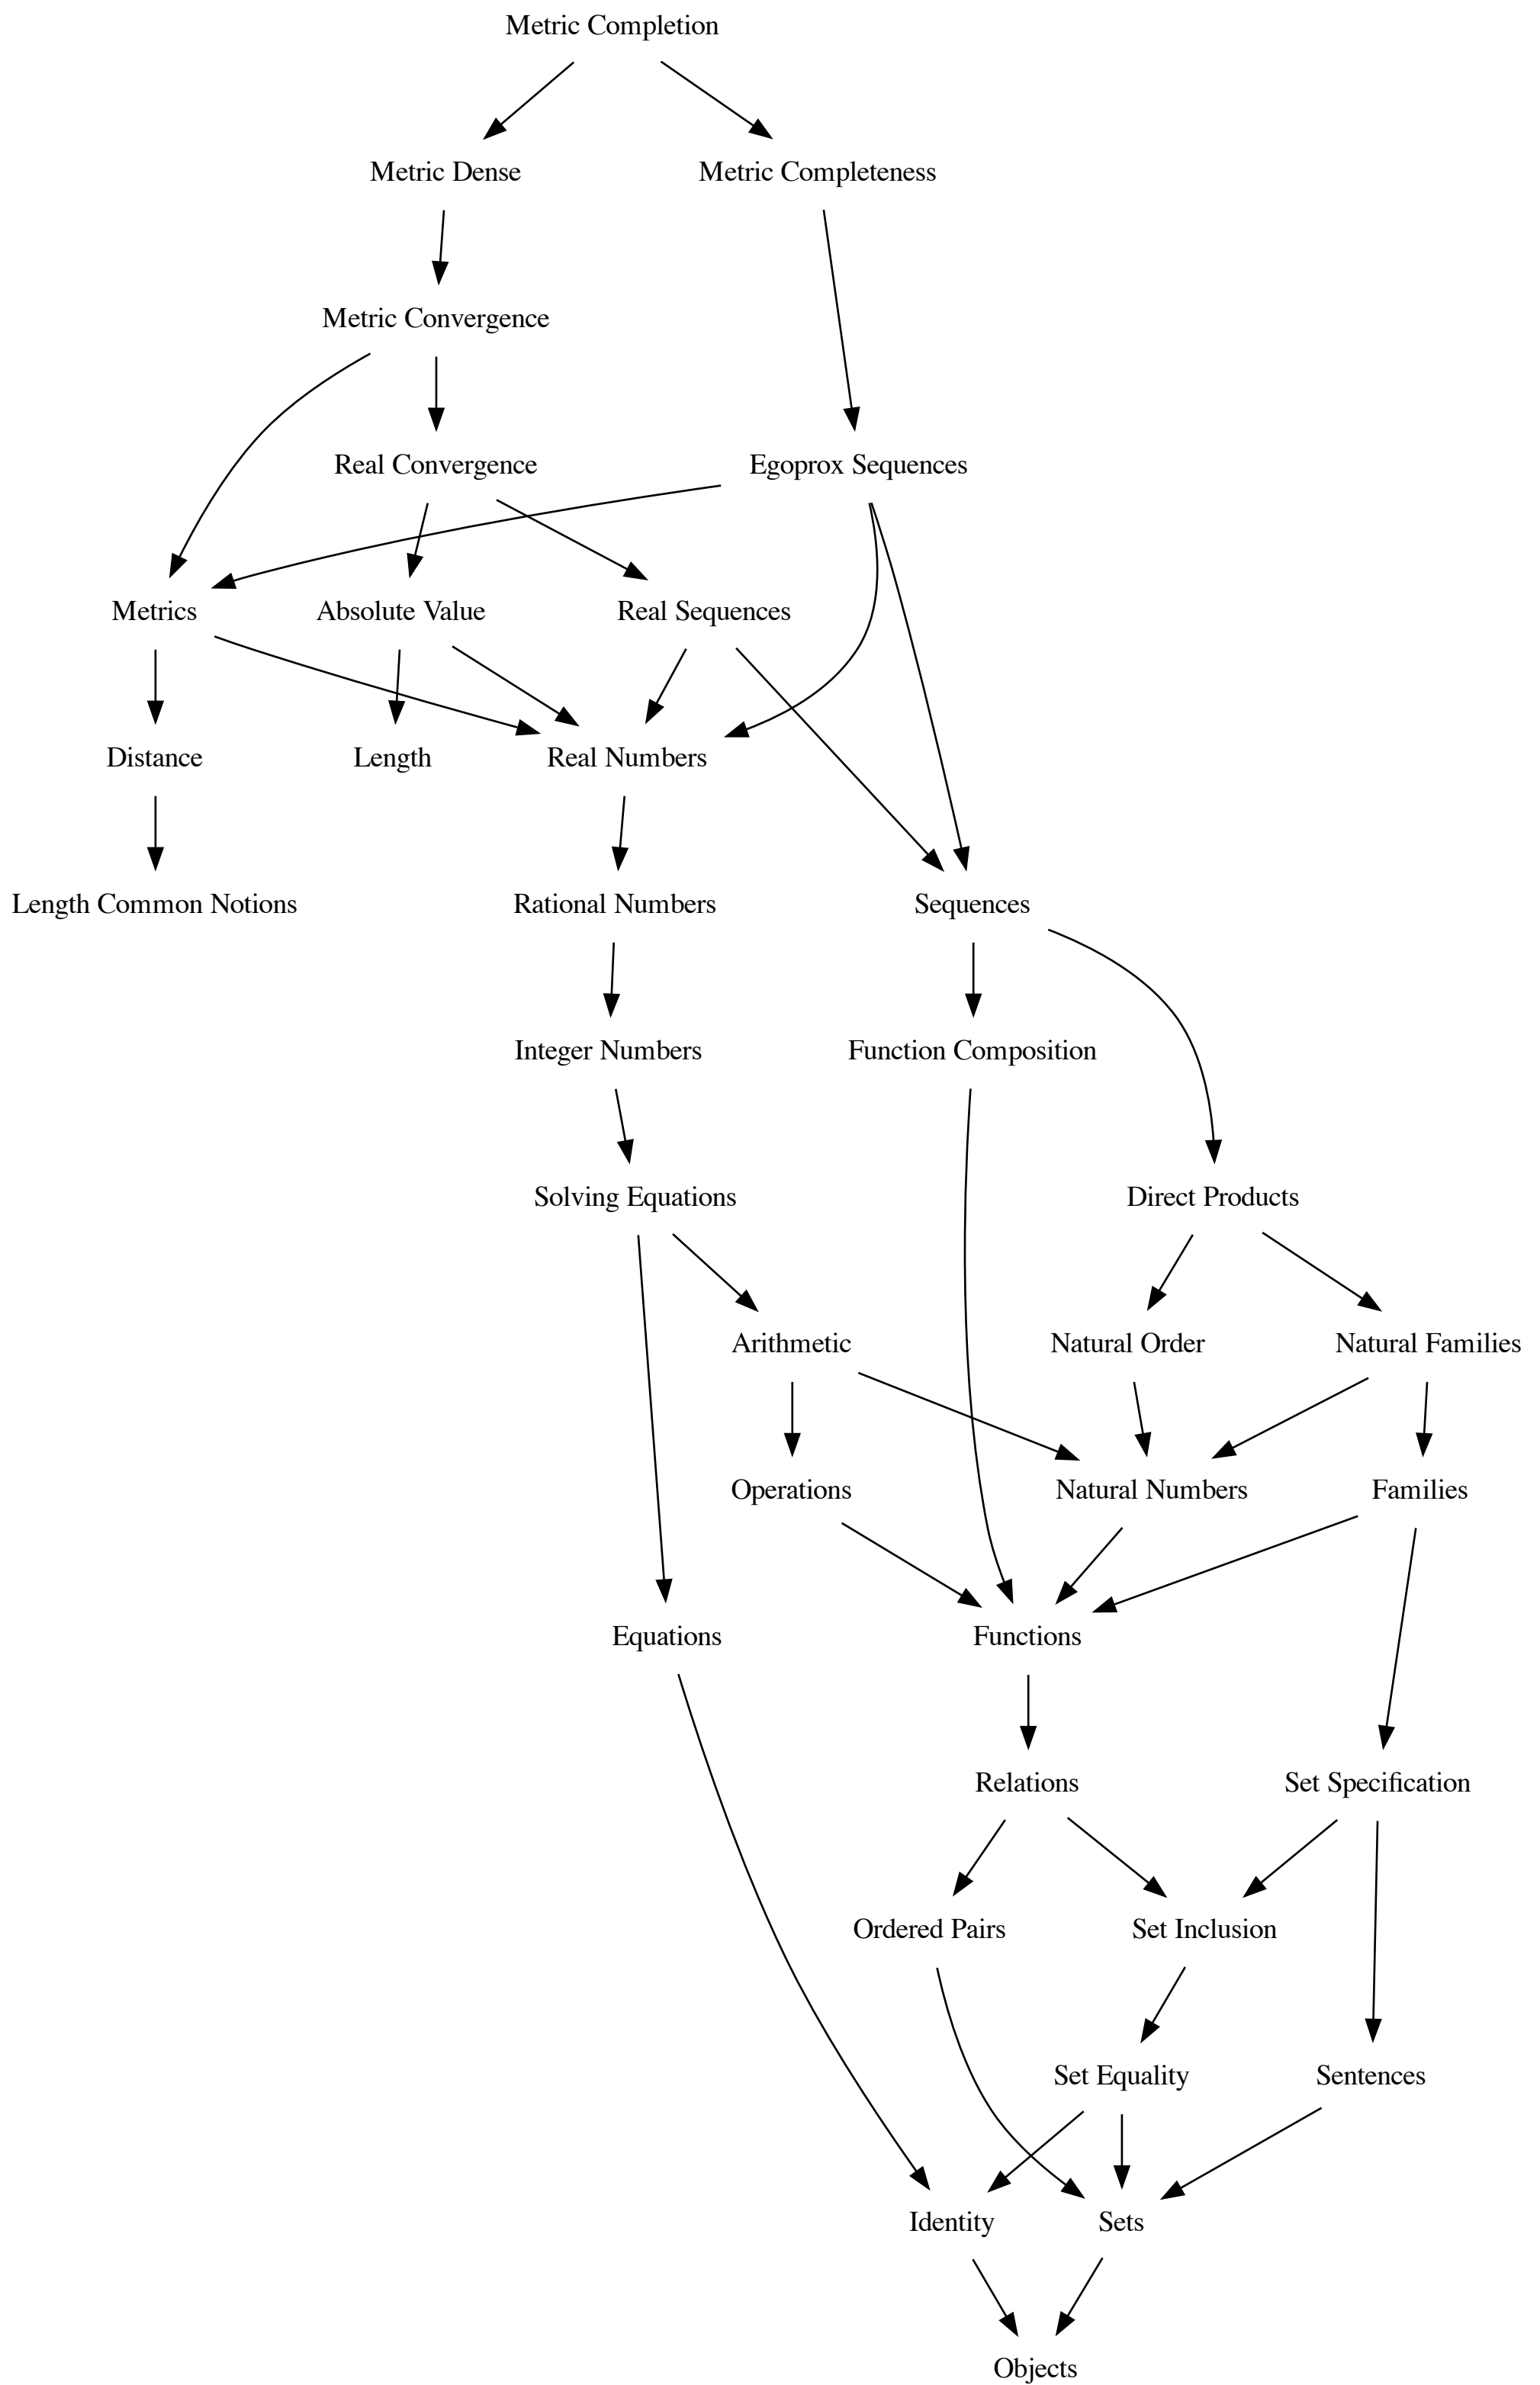 Metric Completion
Metric Dense
Metric Completeness
Metric Convergence
Real Convergence
Egoprox Sequences
Metrics
Absolute Value
Real Sequences
Distance
Length
Real Numbers
Length Common Notions
Rational Numbers
Sequences
Integer Numbers
Function Composition
Solving Equations
Direct Products
Arithmetic
Natural Order
Natural Families
Operations
Natural Numbers
Families
Equations
Functions
Relations
Set Specification
Ordered Pairs
Set Inclusion
Set Equality
Sentences
Identity
Sets
Objects